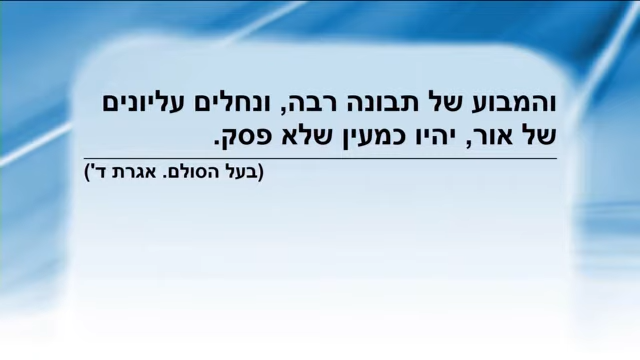 והמבוע של תבונה רבה, ונחלים עליונים
של אור, יהיו כמעין שלא פסק.
(בעל הסולם. אגרת ד')